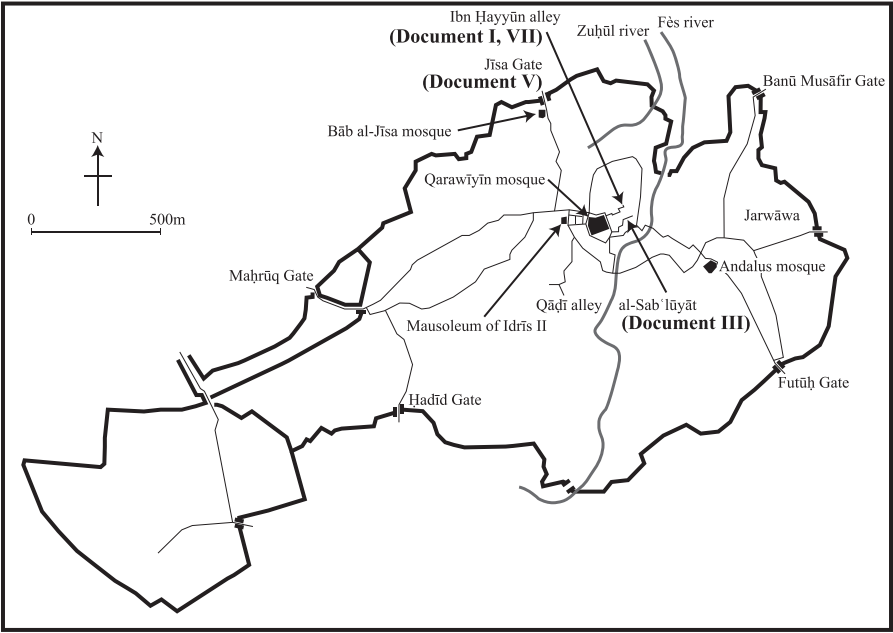 Ibn Ḥayyūn alley
(Document I, VII)
Zuḥūl river
Fès river
Jīsa Gate
(Document V)
Banū Musāfir Gate
Bāb al-Jīsa mosque
N
Qarawīyīn mosque
0 500m
Jarwāwa
Maḥrūq Gate
Andalus mosque
Qāḍī alley
al-Sabʿlūyāt
(Document III)
Mausoleum of Idrīs II
Futūḥ Gate
Ḥadīd Gate